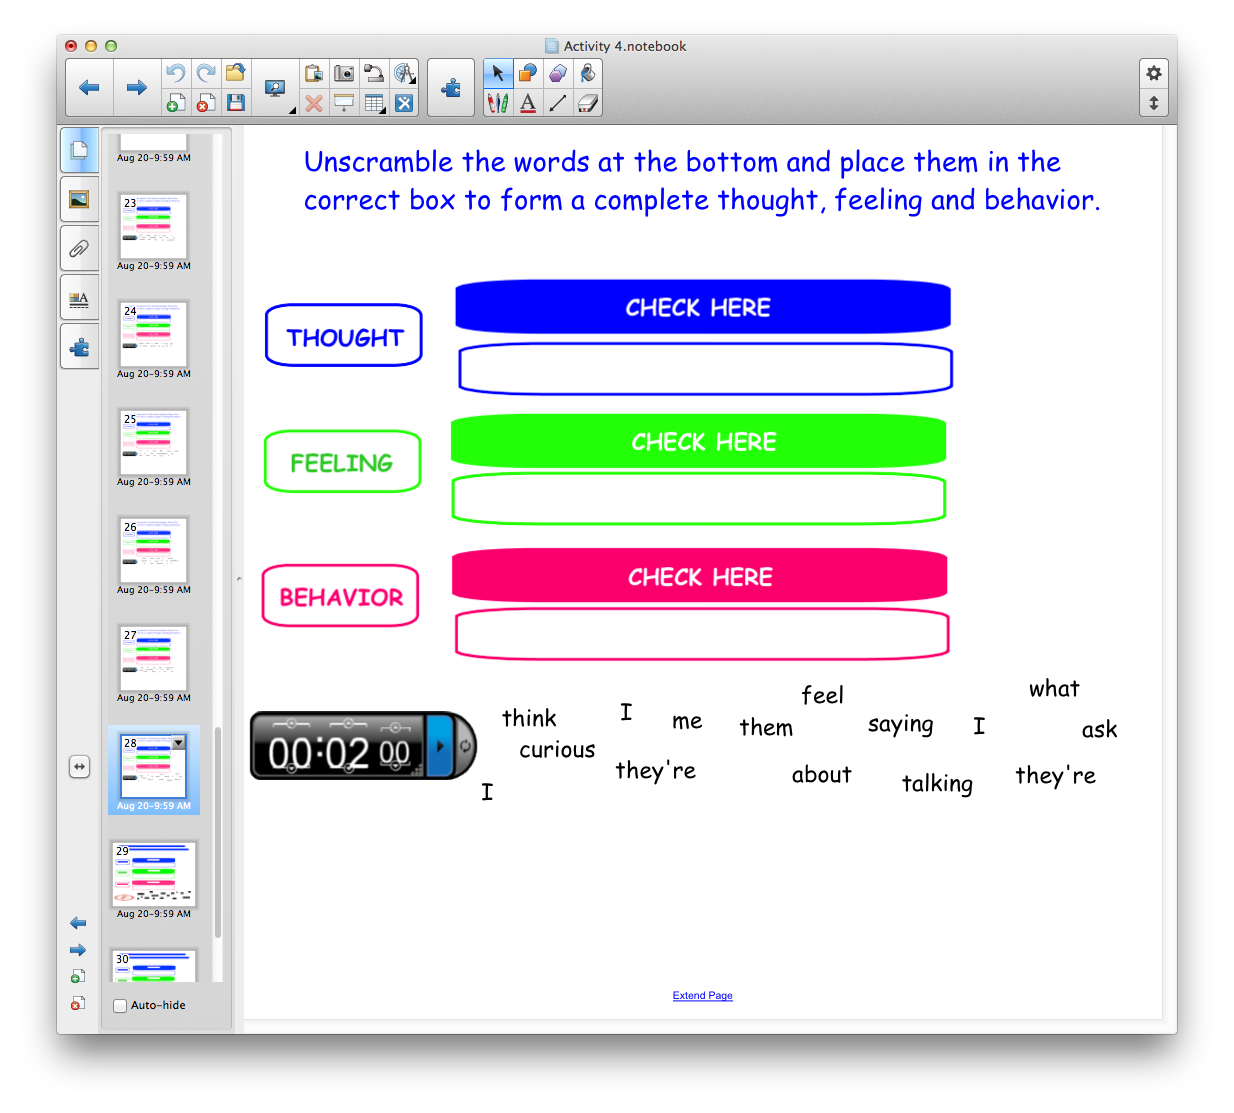 Activity 4.notebook
Aug 20-9:59 AM
23
Aug 20-9:59 AM
24
Aug 20-9:59 AM
25
Aug 20-9:59 AM
26
Aug 20-9:59 AM
27
Aug 20-9:59 AM
28
Aug 20-9:59 AM
29
Aug 20-9:59 AM
30
Auto-hide
Unscramble the words at the bottom and place them in the
correct box to form a complete thought, feeling and behavior.
CHECK HERE
THOUGHT
CHECK HERE
FEELING
CHECK HERE
BEHAVIOR
00:02 00
think
I
me
them
feel
saying
I
what
ask
curious
they're
about
talking
they're
I
Extend Page